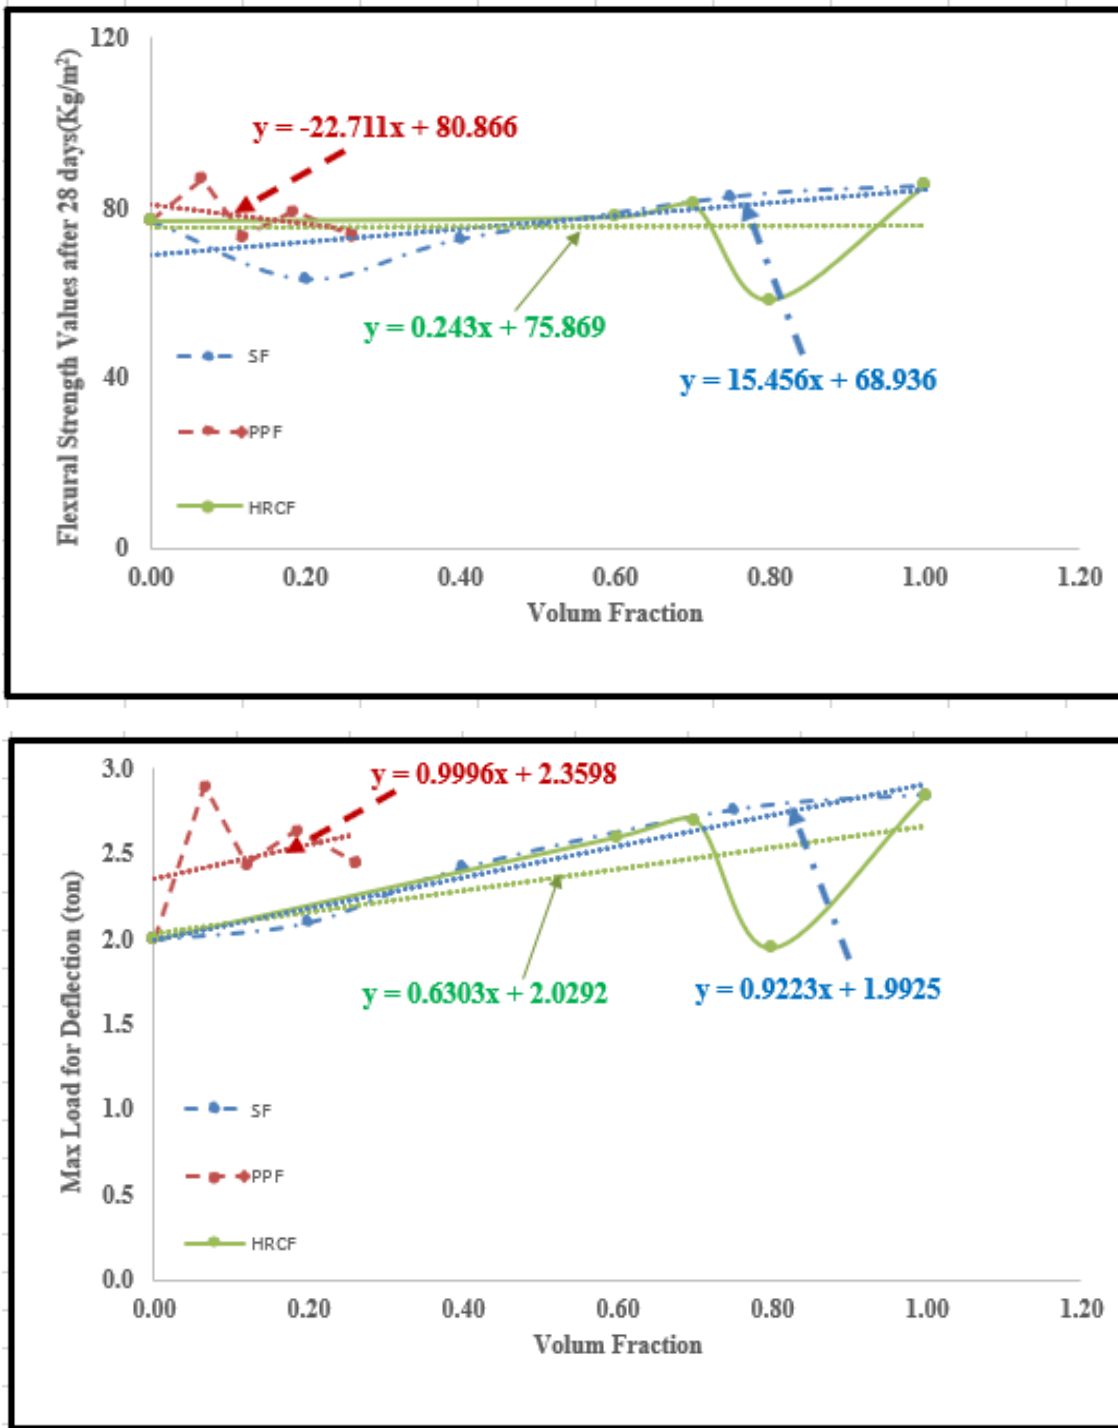 120
80
40
0
Flexural Strength Values after 28 days(Kg/m²)
y = -22.711x + 80.866
y = 0.243x + 75.869
y = 15.456x + 68.936
SF
PPF
HRCF
0.00 0.20 0.40 0.60 0.80 1.00 1.20
Volum Fraction
3.0
2.5
2.0
1.5
1.0
0.5
0.0
Max Load for Deflection (ton)
y = 0.9996x + 2.3598
y = 0.6303x + 2.0292
y = 0.9223x + 1.9925
SF
PPF
HRCF
0.00 0.20 0.40 0.60 0.80 1.00 1.20
Volum Fraction